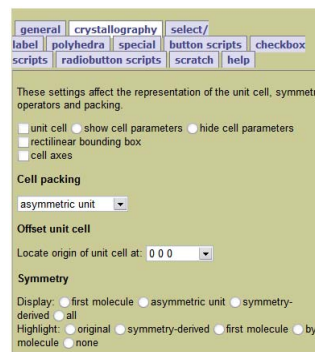 general crystallography select/
label polyhedra special button scripts checkbox
scripts radiobutton scripts scratch help
These settings affect the representation of the unit cell,
operators and packing.
unit cell show cell parameters hide cell parameters
rectilinear bounding box
cell axes
Cell packing
asymmetric unit
Offset unit cell
Locate origin of unit cell at: 0 0 0
Symmetry
Display: first molecule asymmetric unit symmetry-
derived all
Highlight: original symmetry-derived first molecule by
molecule none